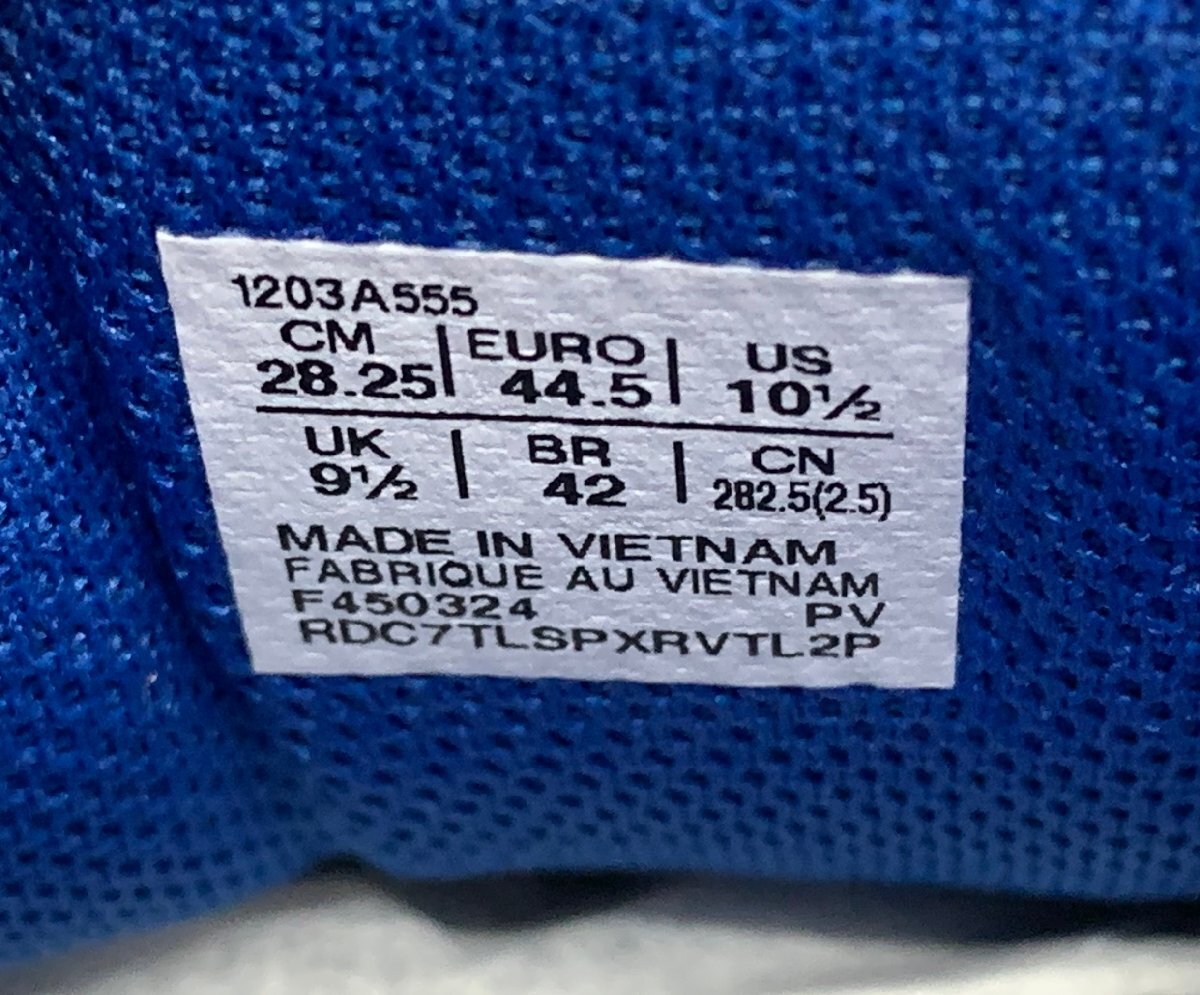 1203A555
CM | EURO | US
28.25 | 44.5 | 10½
UK | BR | CN
9½ | 42 | 282.5(2.5)
MADE IN VIETNAM
FABRIQUE AU VIETNAM
F450324 PV
RDC7TLSPXRVTL2P